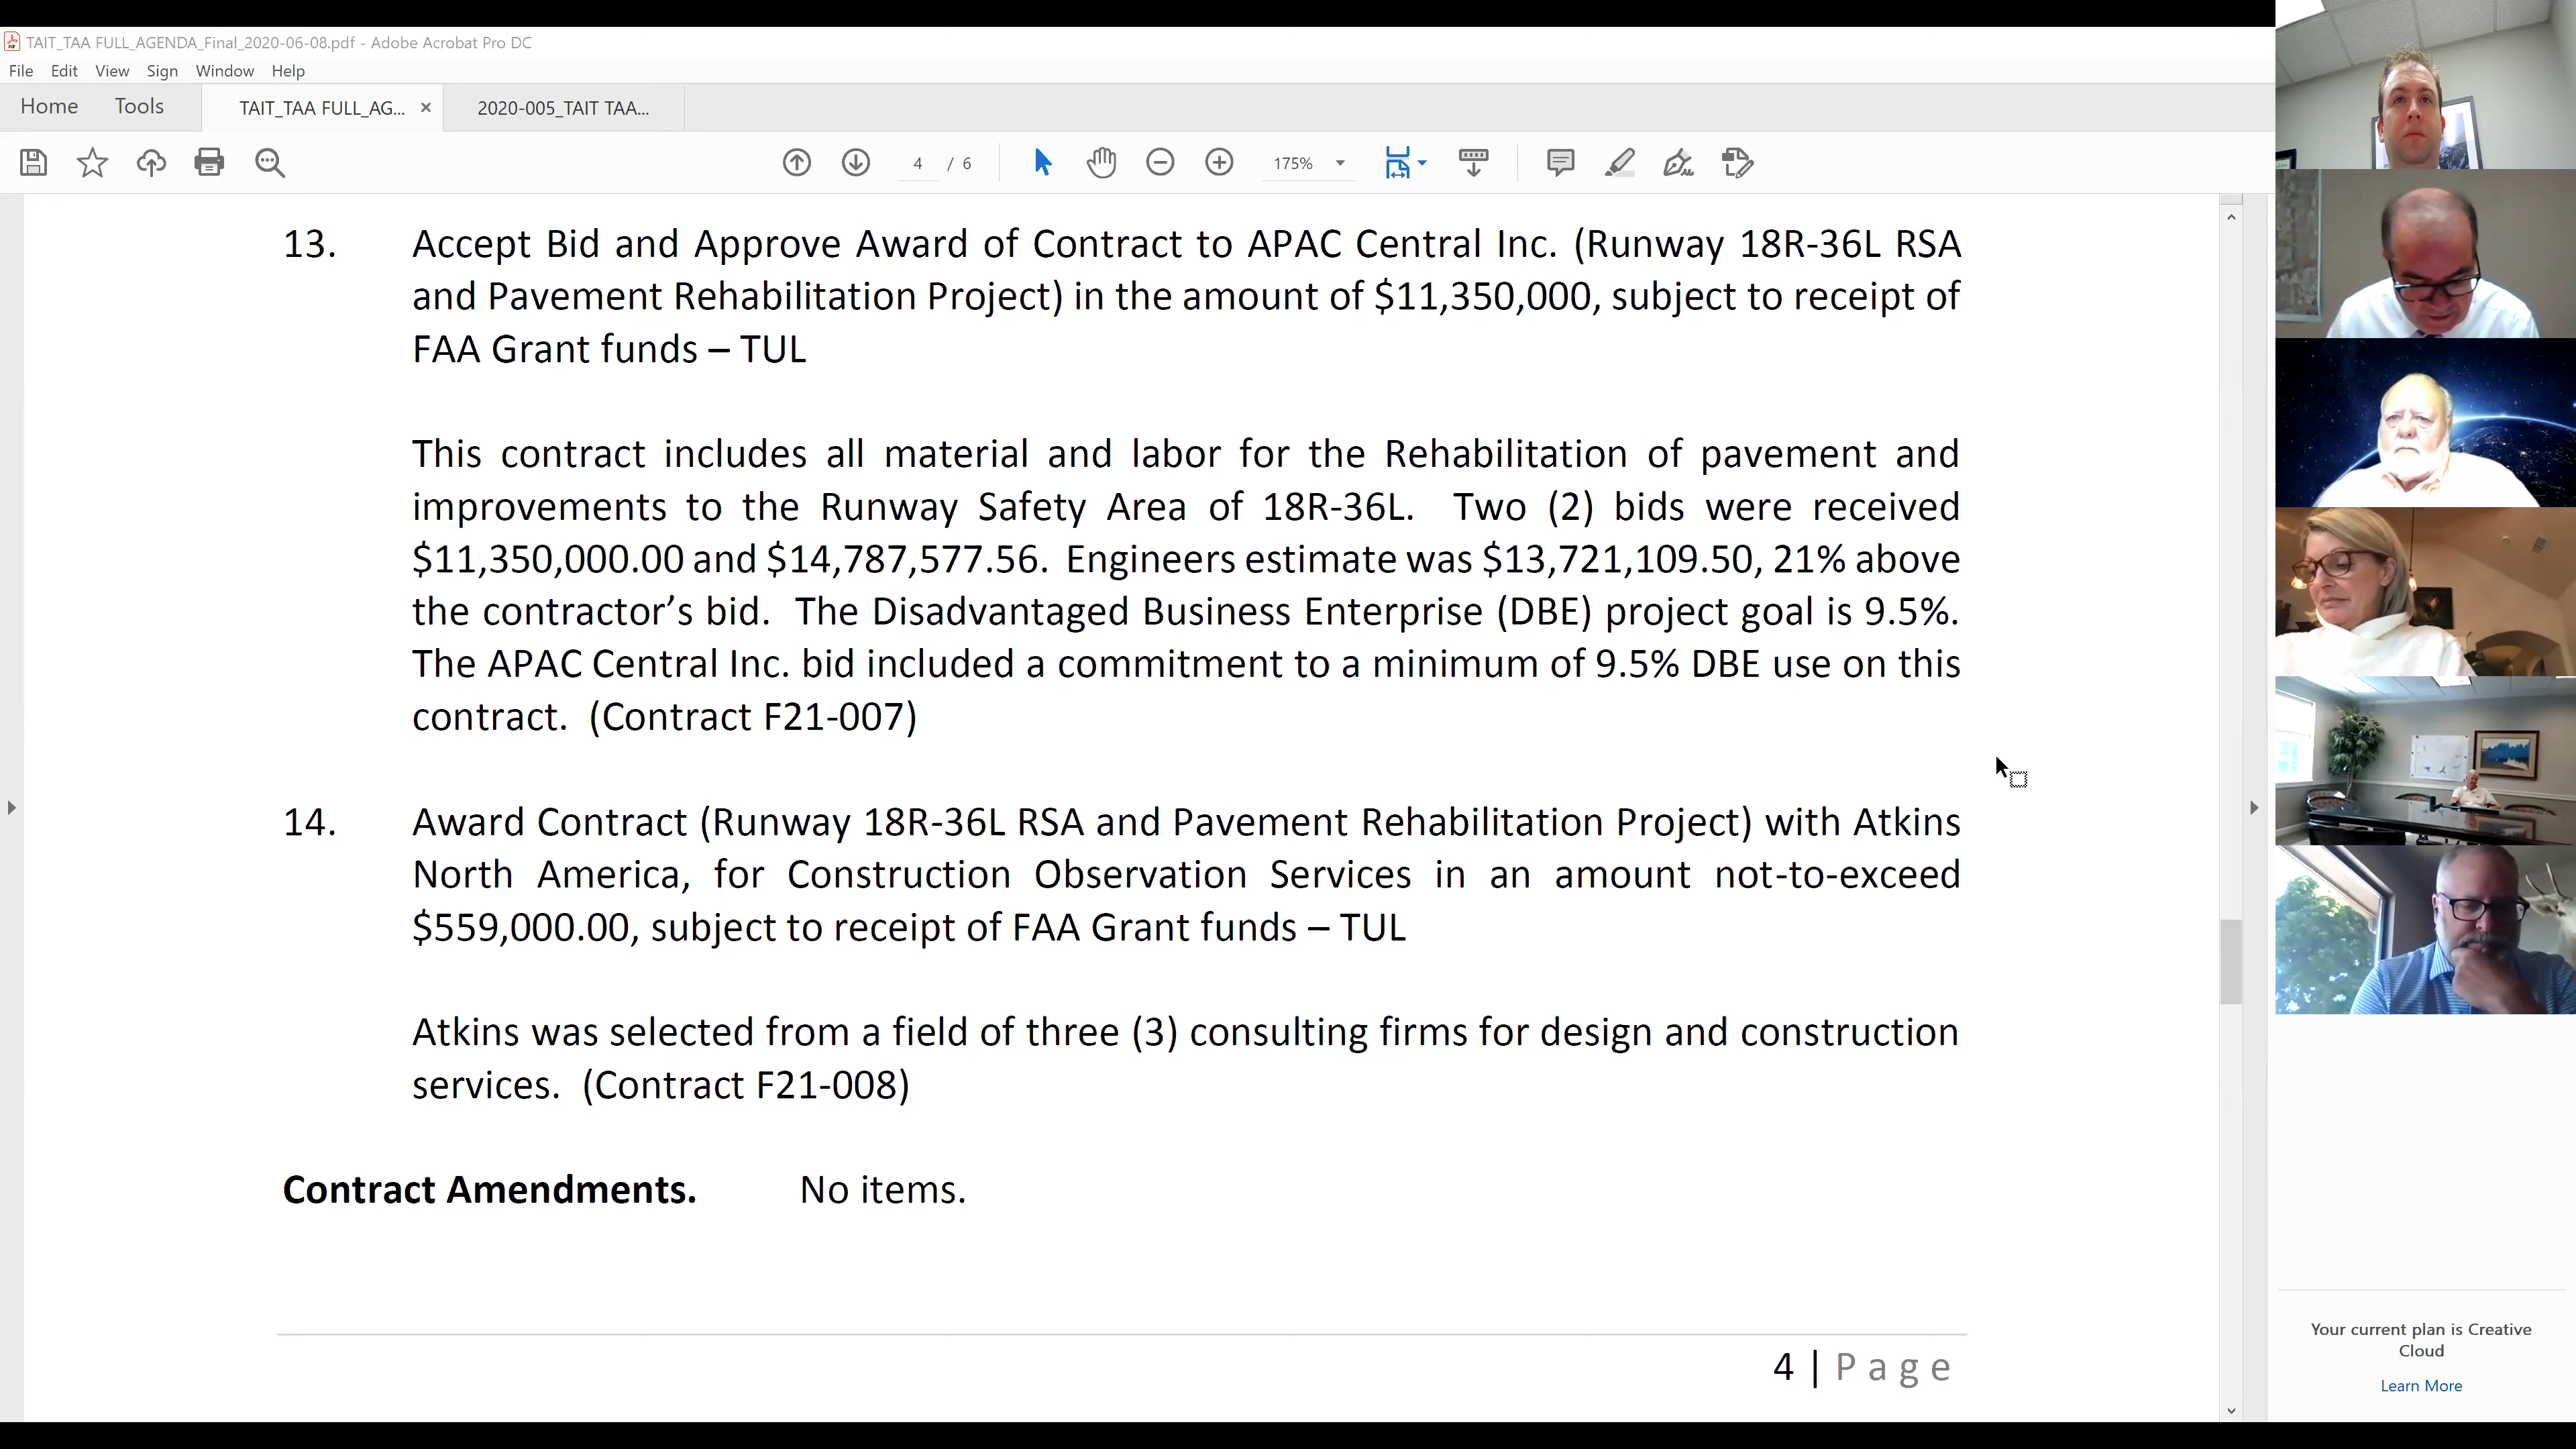 TAIT_TAA FULL_AGENDA_Final_2020-06-08.pdf - Adobe Acrobat Pro DC
File Edit View Sign Window Help
Home Tools TAIT_TAA FULL_AG... × 2020-005_TAIT TAA...
4 / 6 175%
13. Accept Bid and Approve Award of Contract to APAC Central Inc. (Runway 18R-36L RSA
and Pavement Rehabilitation Project) in the amount of $11,350,000, subject to receipt of
FAA Grant funds – TUL
This contract includes all material and labor for the Rehabilitation of pavement and
improvements to the Runway Safety Area of 18R-36L. Two (2) bids were received
$11,350,000.00 and $14,787,577.56. Engineers estimate was $13,721,109.50, 21% above
the contractor’s bid. The Disadvantaged Business Enterprise (DBE) project goal is 9.5%.
The APAC Central Inc. bid included a commitment to a minimum of 9.5% DBE use on this
contract. (Contract F21-007)
14. Award Contract (Runway 18R-36L RSA and Pavement Rehabilitation Project) with Atkins
North America, for Construction Observation Services in an amount not-to-exceed
$559,000.00, subject to receipt of FAA Grant funds – TUL
Atkins was selected from a field of three (3) consulting firms for design and construction
services. (Contract F21-008)
Contract Amendments. No items.
4 | Page
Your current plan is Creative
Cloud
Learn More